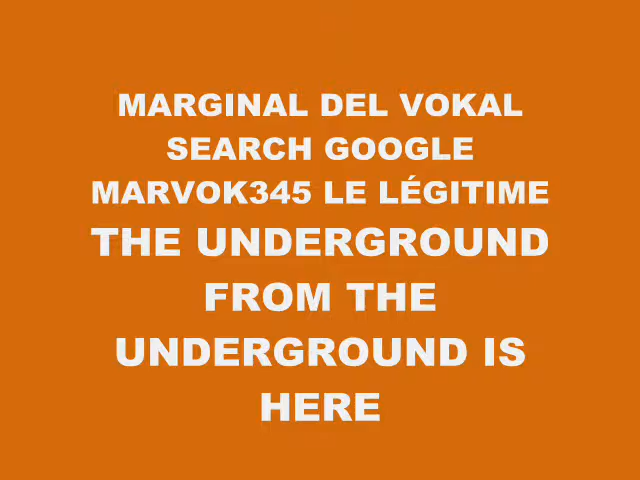 MARGINAL DEL VOKAL
SEARCH GOOGLE
MARVOK345 LE LÉGITIME
THE UNDERGROUND
FROM THE
UNDERGROUND IS
HERE